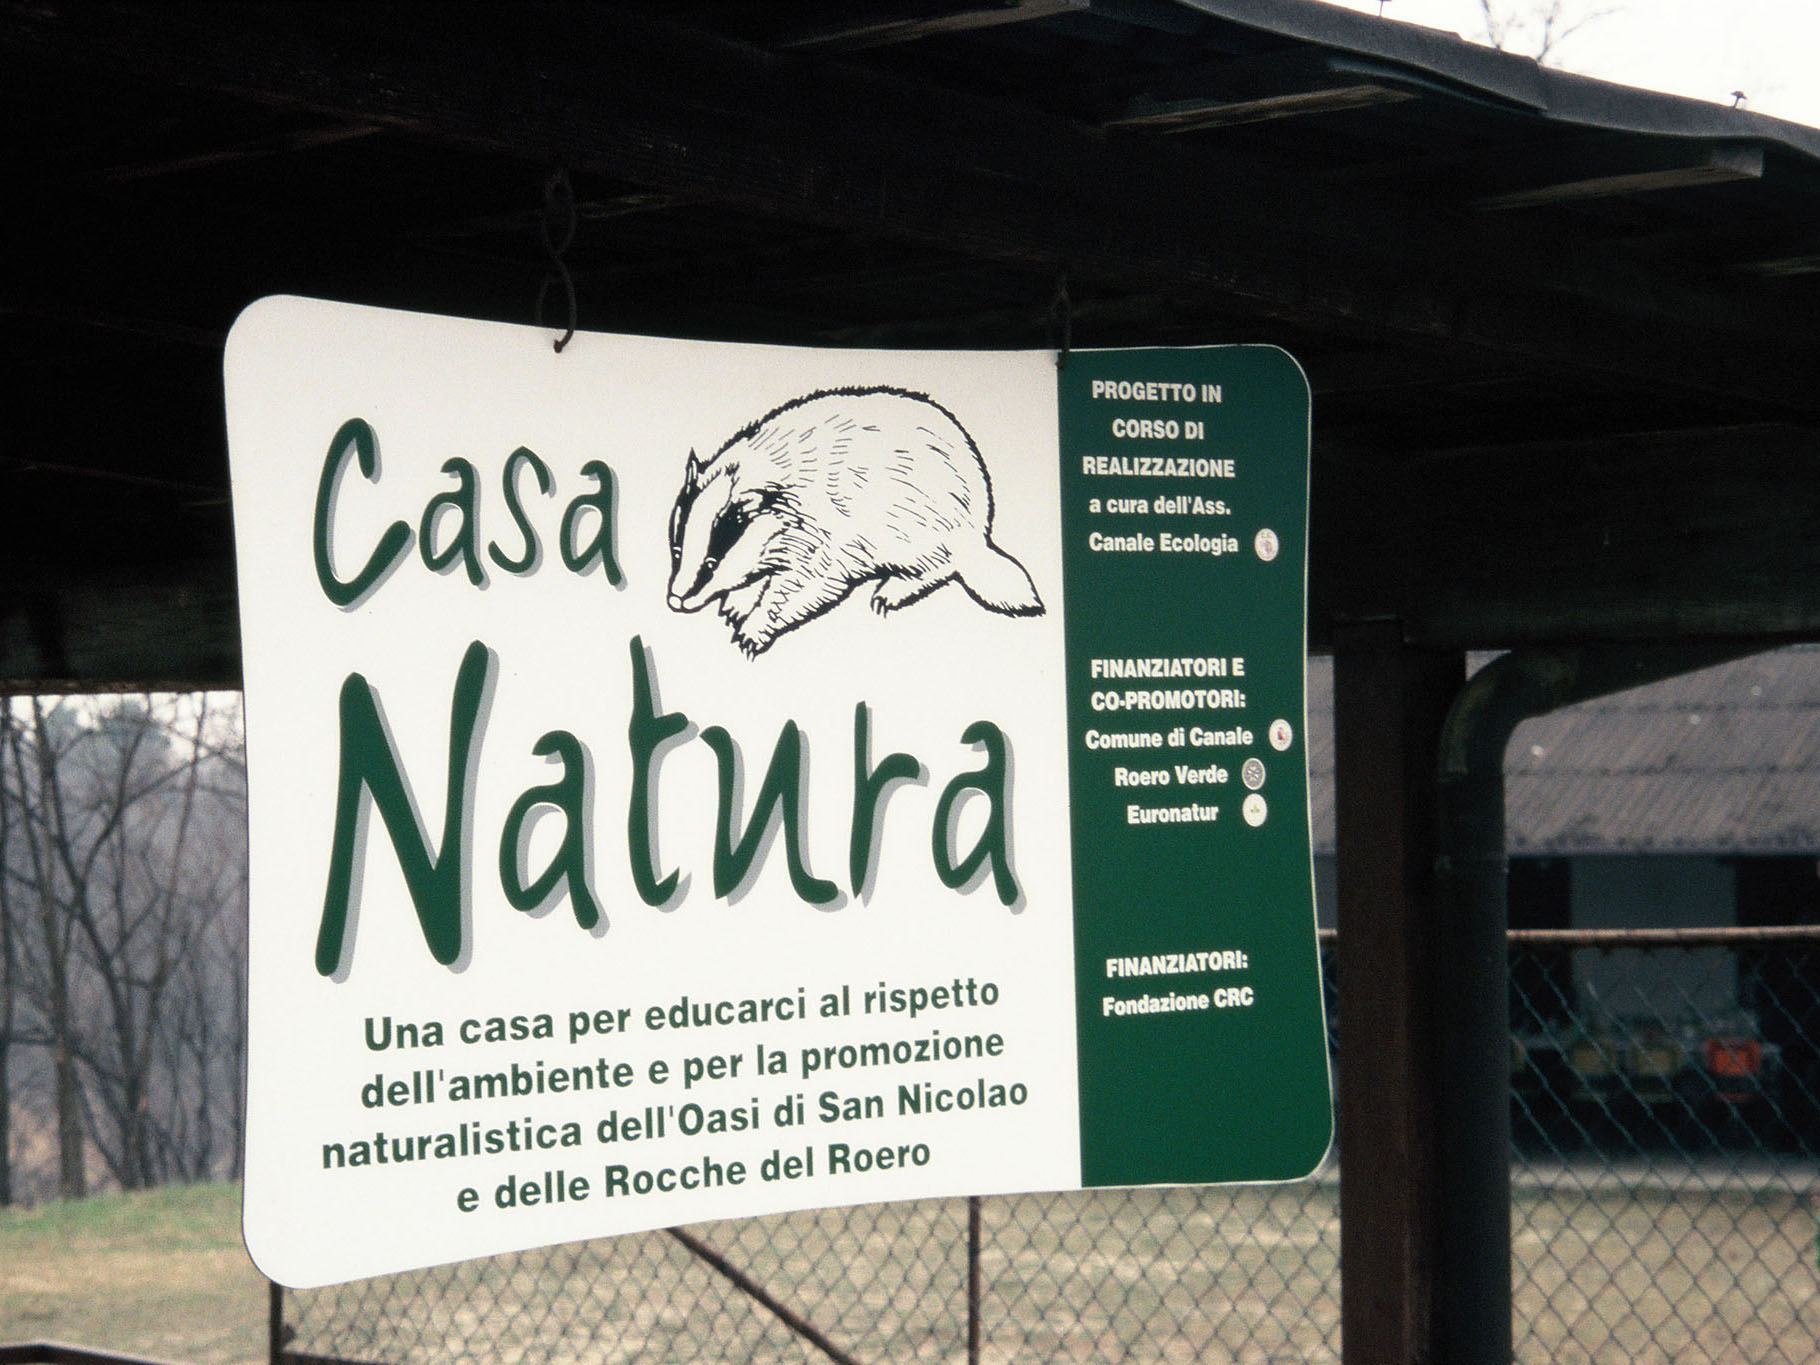 Casa
Natura
Una casa per educarci al rispetto
dell'ambiente e per la promozione
naturalistica dell'Oasi di San Nicolao
e delle Rocche del Roero
PROGETTO IN
CORSO DI
REALIZZAZIONE
a cura dell'Ass.
Canale Ecologia
FINANZIATORI E
CO-PROMOTORI:
Comune di Canale
Roero Verde
Euronatur
FINANZIATORI:
Fondazione CRC